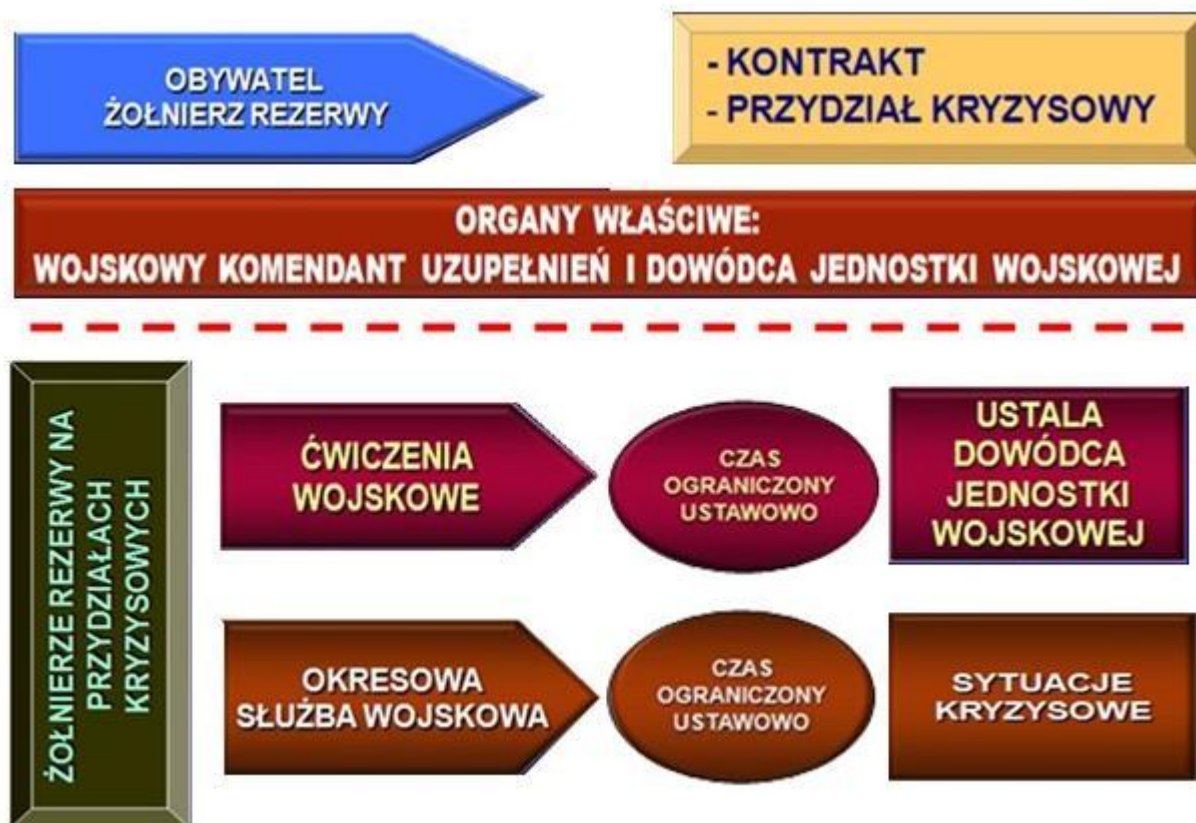 OBYWATEL
ŻOŁNIERZ REZERWY
- KONTRAKT
- PRZYDZIAŁ KRYZYSOWY
ORGANY WŁAŚCIWE:
WOJSKOWY KOMENDANT UZUPEŁNIEŃ I DOWÓDCA JEDNOSTKI WOJSKOWEJ
ŻOŁNIERZE REZERWY NA
PRZYDZIAŁACH
KRYZYSOWYCH
ĆWICZENIA
WOJSKOWE
CZAS
OGRANICZONY
USTAWOWO
USTALA
DOWÓDCA
JEDNOSTKI
WOJSKOWEJ
OKRESOWA
SŁUŻBA WOJSKOWA
CZAS
OGRANICZONY
USTAWOWO
SYTUACJE
KRYZYSOWE